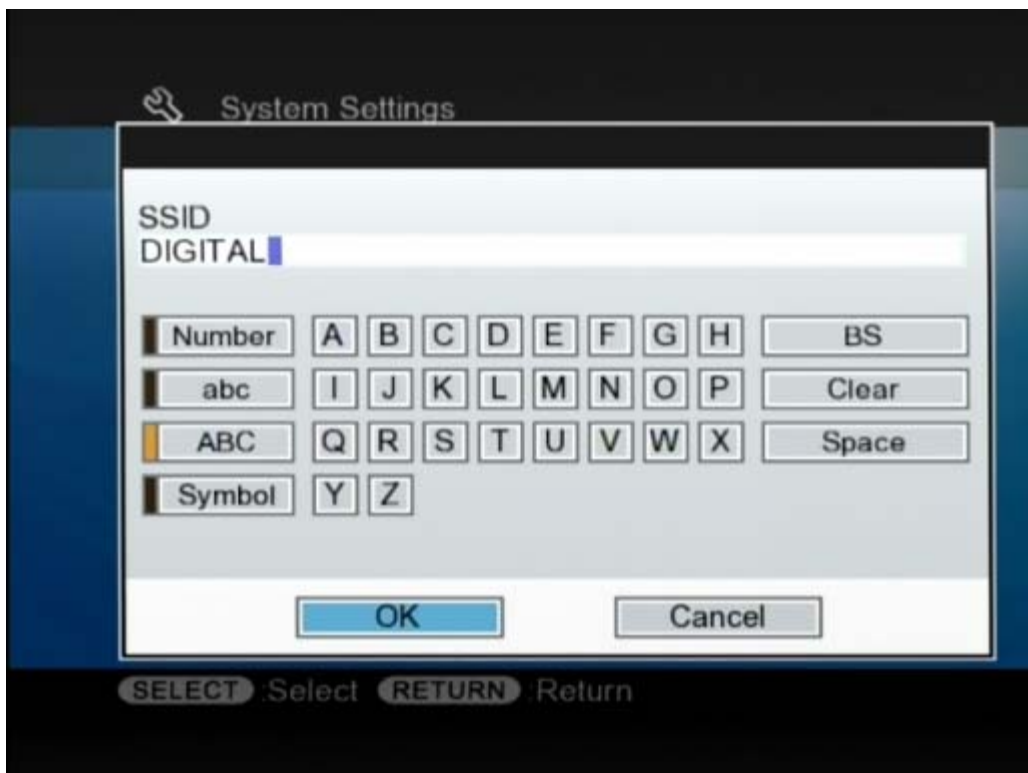 System Settings
SSID
DIGITAL
Number A B C D E F G H BS
abc I J K L M N O P Clear
ABC Q R S T U V W X Space
Symbol Y Z
OK Cancel
SELECT :Select RETURN :Return